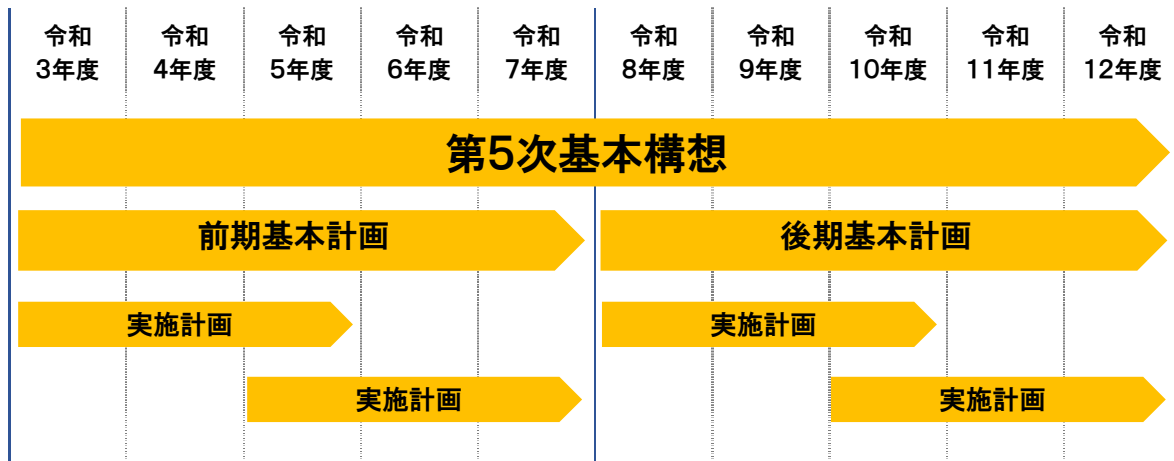 令和
3年度
令和
4年度
令和
5年度
令和
6年度
令和
7年度
令和
8年度
令和
9年度
令和
10年度
令和
11年度
令和
12年度
第5次基本構想
前期基本計画
後期基本計画
実施計画
実施計画
実施計画
実施計画